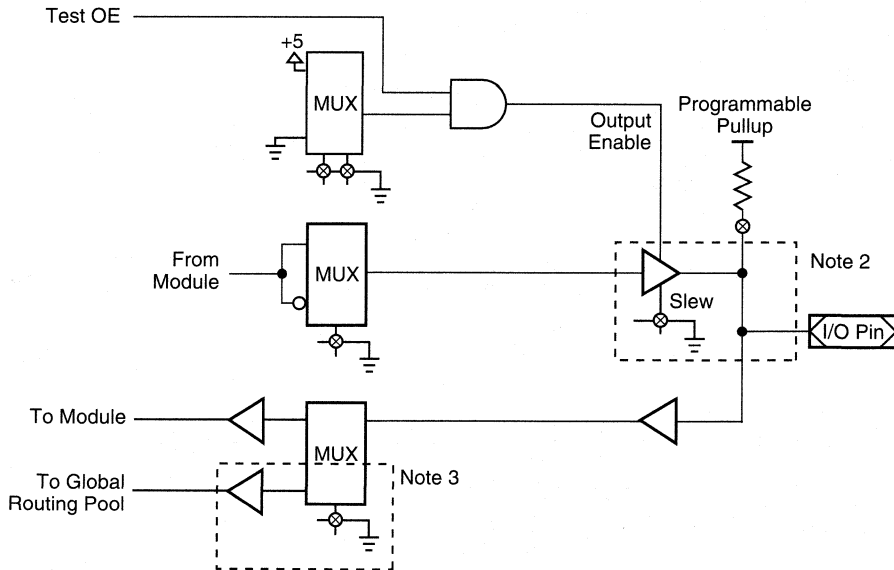 Test OE
+5
MUX
Output
Enable
Programmable
Pullup
From
Module
MUX
Note 2
Slew
I/O Pin
To Module
MUX
To Global
Routing Pool
Note 3